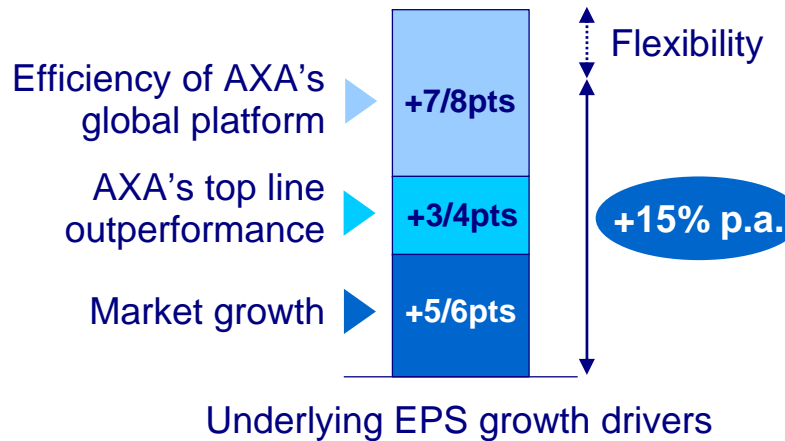 Flexibility
Efficiency of AXA's
global platform
+7/8pts
AXA's top line
outperformance
+3/4pts
+15% p.a.
Market growth
+5/6pts
Underlying EPS growth drivers